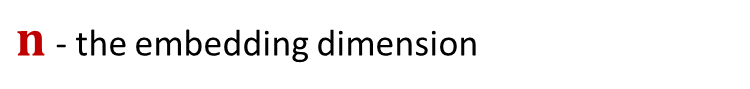 n - the embedding dimension